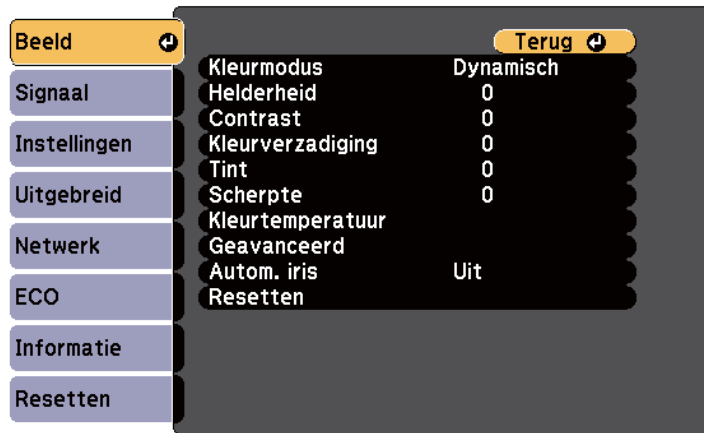 Beeld
Signaal
Instellingen
Uitgebreid
Netwerk
ECO
Informatie
Resetten
Terug
Kleurmodus Dynamisch
Helderheid 0
Contrast 0
Kleurverzadiging 0
Tint 0
Scherpte 0
Kleurtemperatuur
Geavanceerd
Autom. iris Uit
Resetten